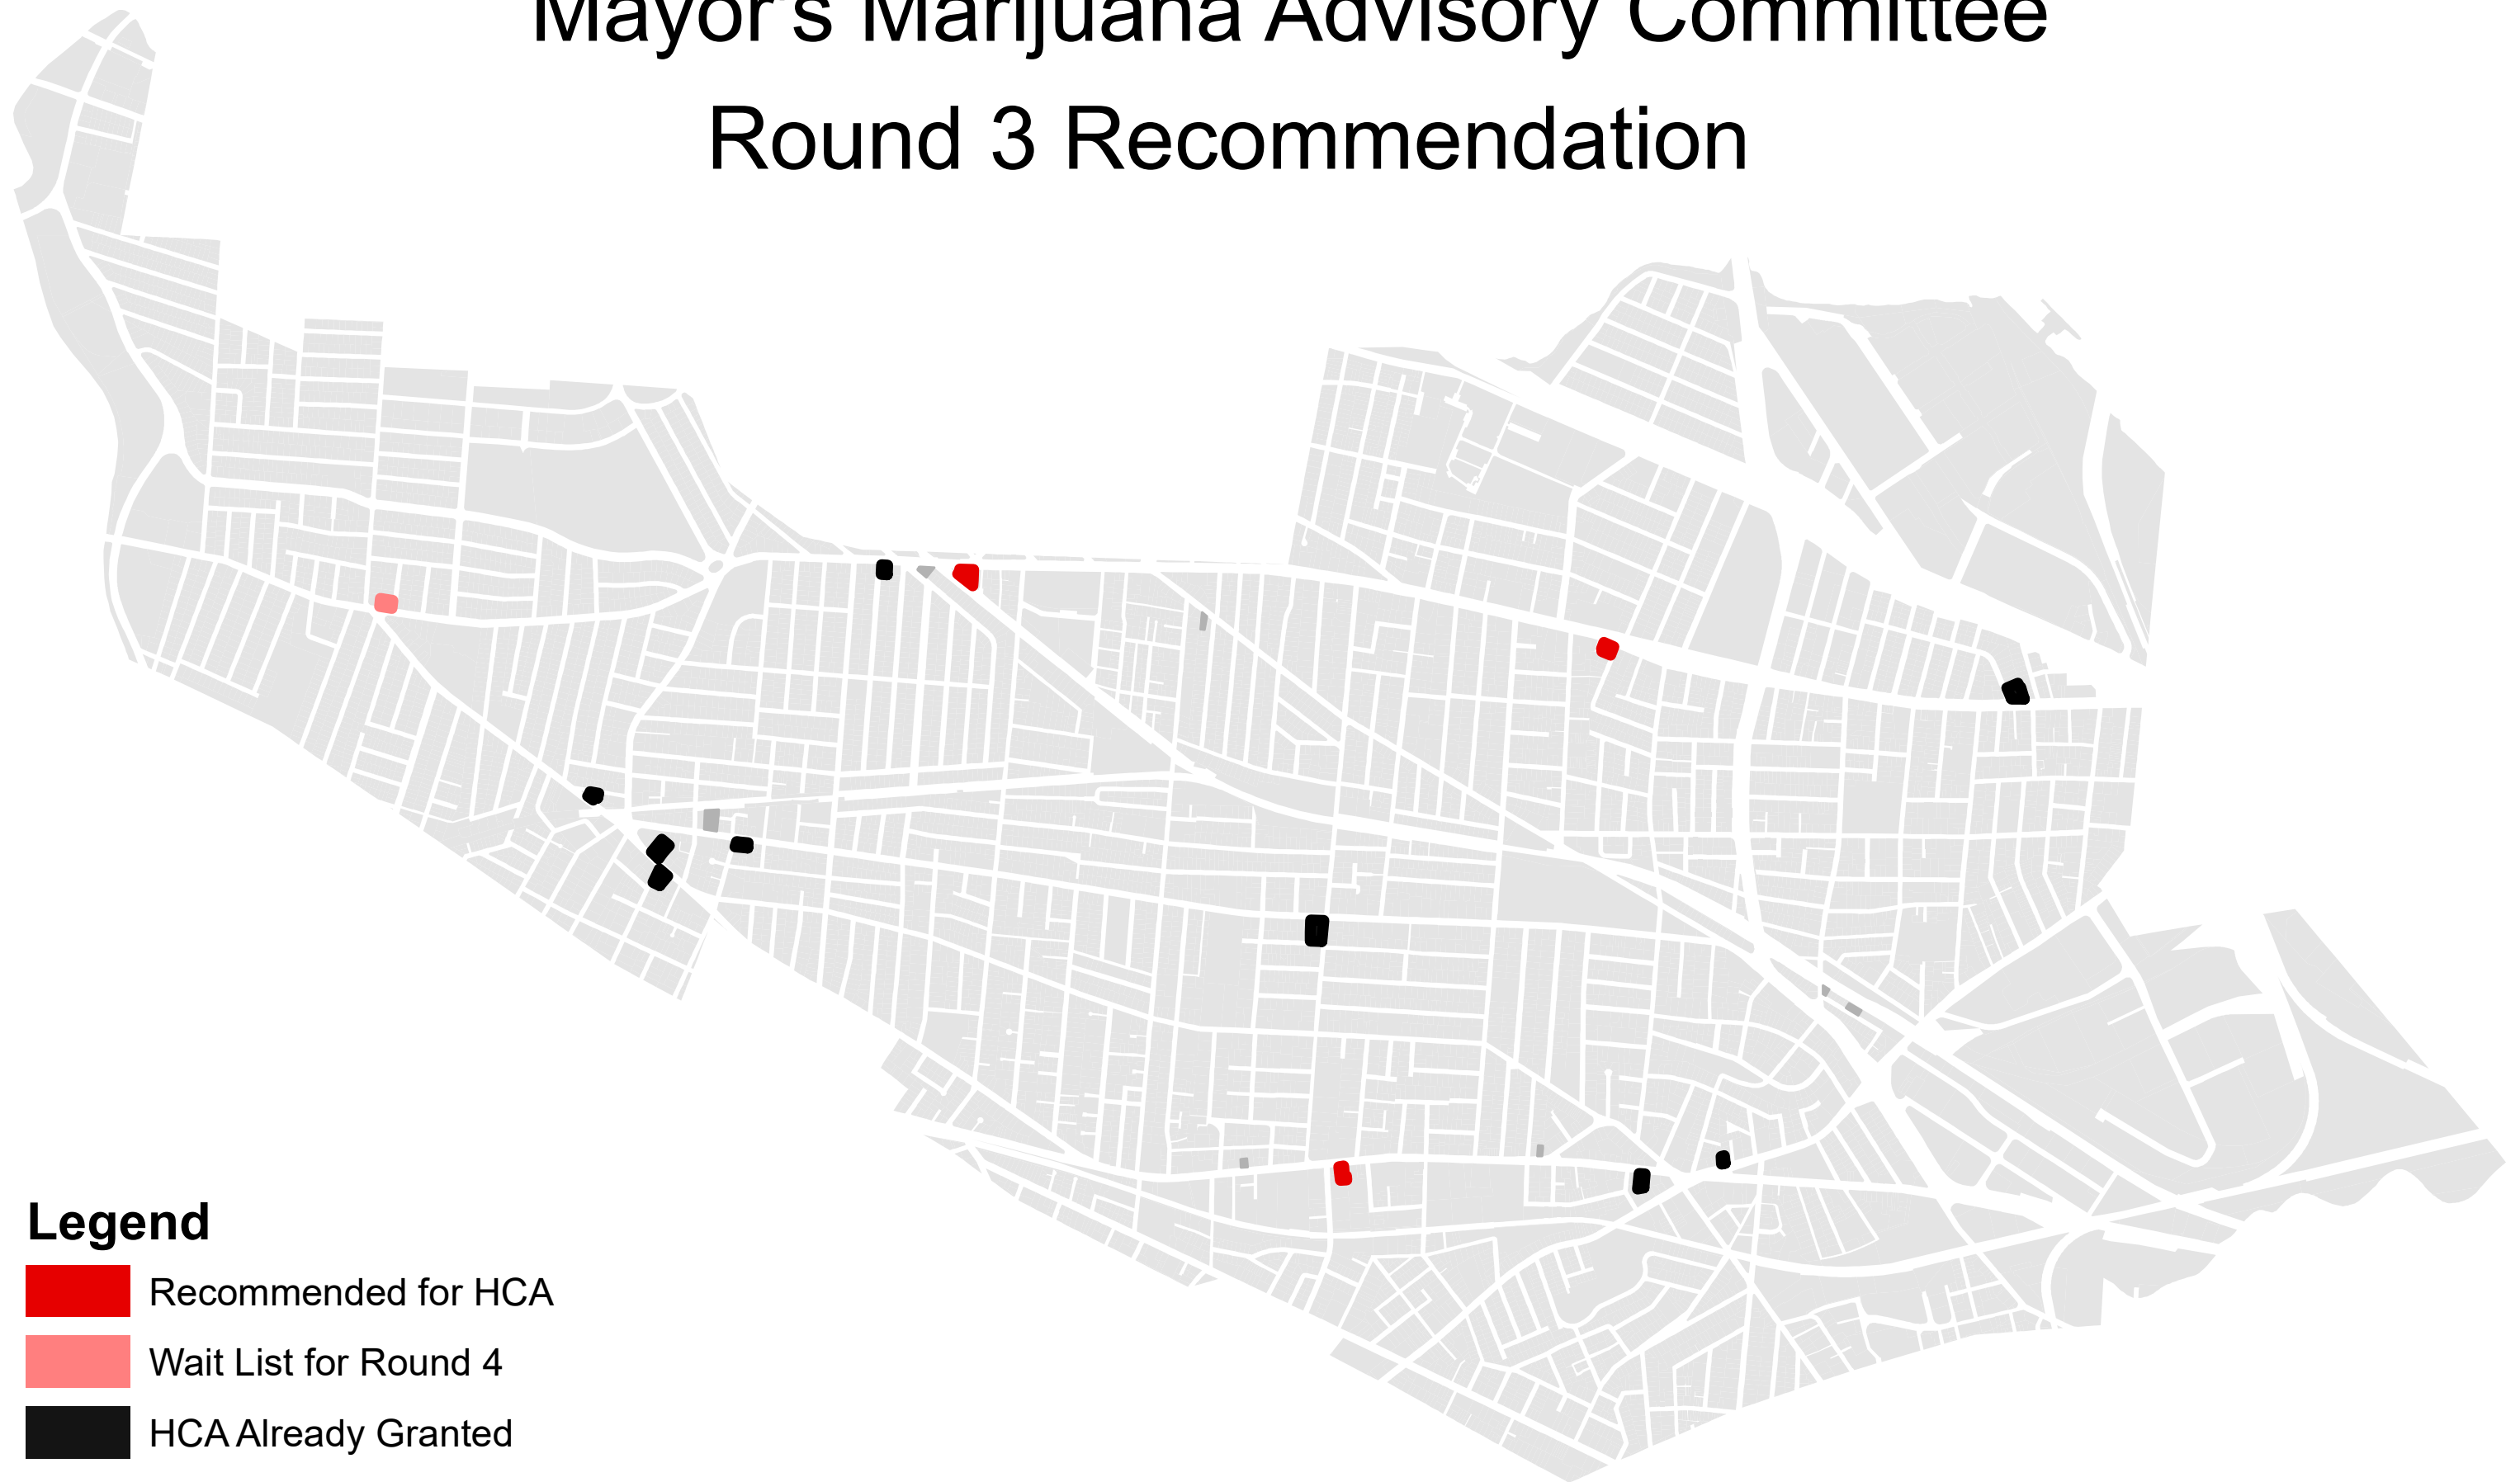 Mayor's Marijuana Advisory Committee
Round 3 Recommendation
Legend
Recommended for HCA
Wait List for Round 4
HCA Already Granted